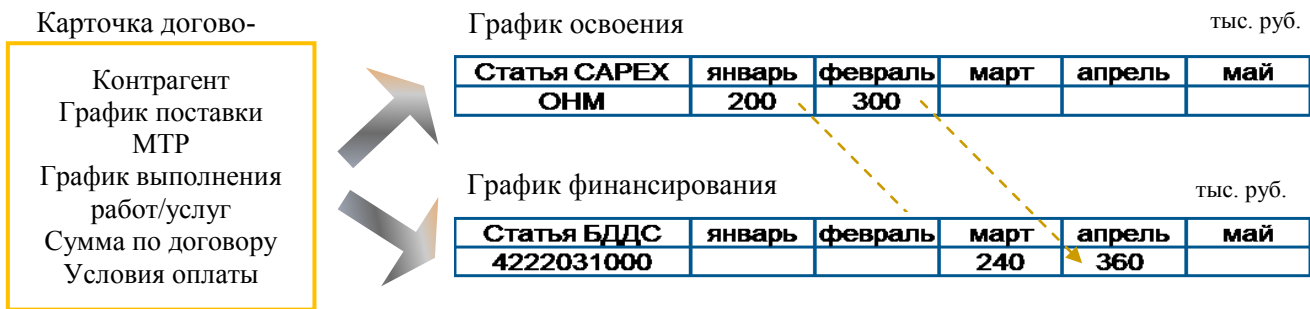 Карточка догово-
Контрагент
График поставки
МТР
График выполнения
работ/услуг
Сумма по договору
Условия оплаты
График освоения
тыс. руб.
Статья CAPEX январь февраль март апрель май
ОНМ 200 300
График финансирования
тыс. руб.
Статья БДДС январь февраль март апрель май
4222031000 240 360